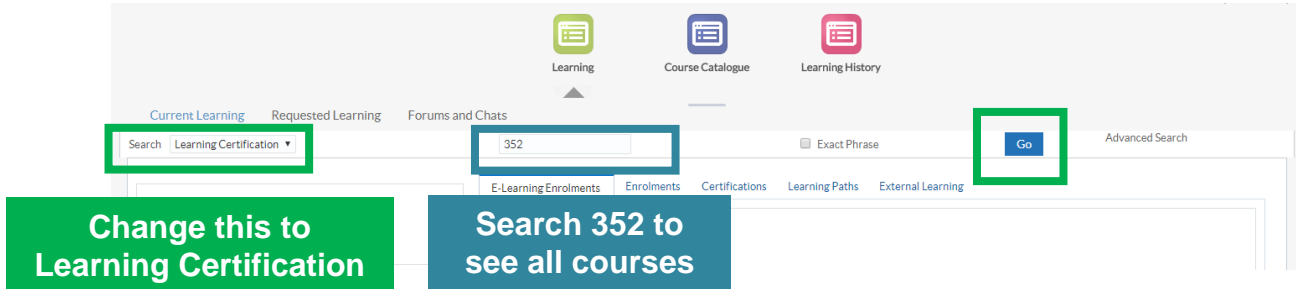 Learning Course Catalogue Learning History
Current Learning Requested Learning Forums and Chats
Search Learning Certification 352 Exact Phrase Go Advanced Search
E-Learning Enrolments Enrolments Certifications Learning Paths External Learning
Change this to
Learning Certification
Search 352 to
see all courses